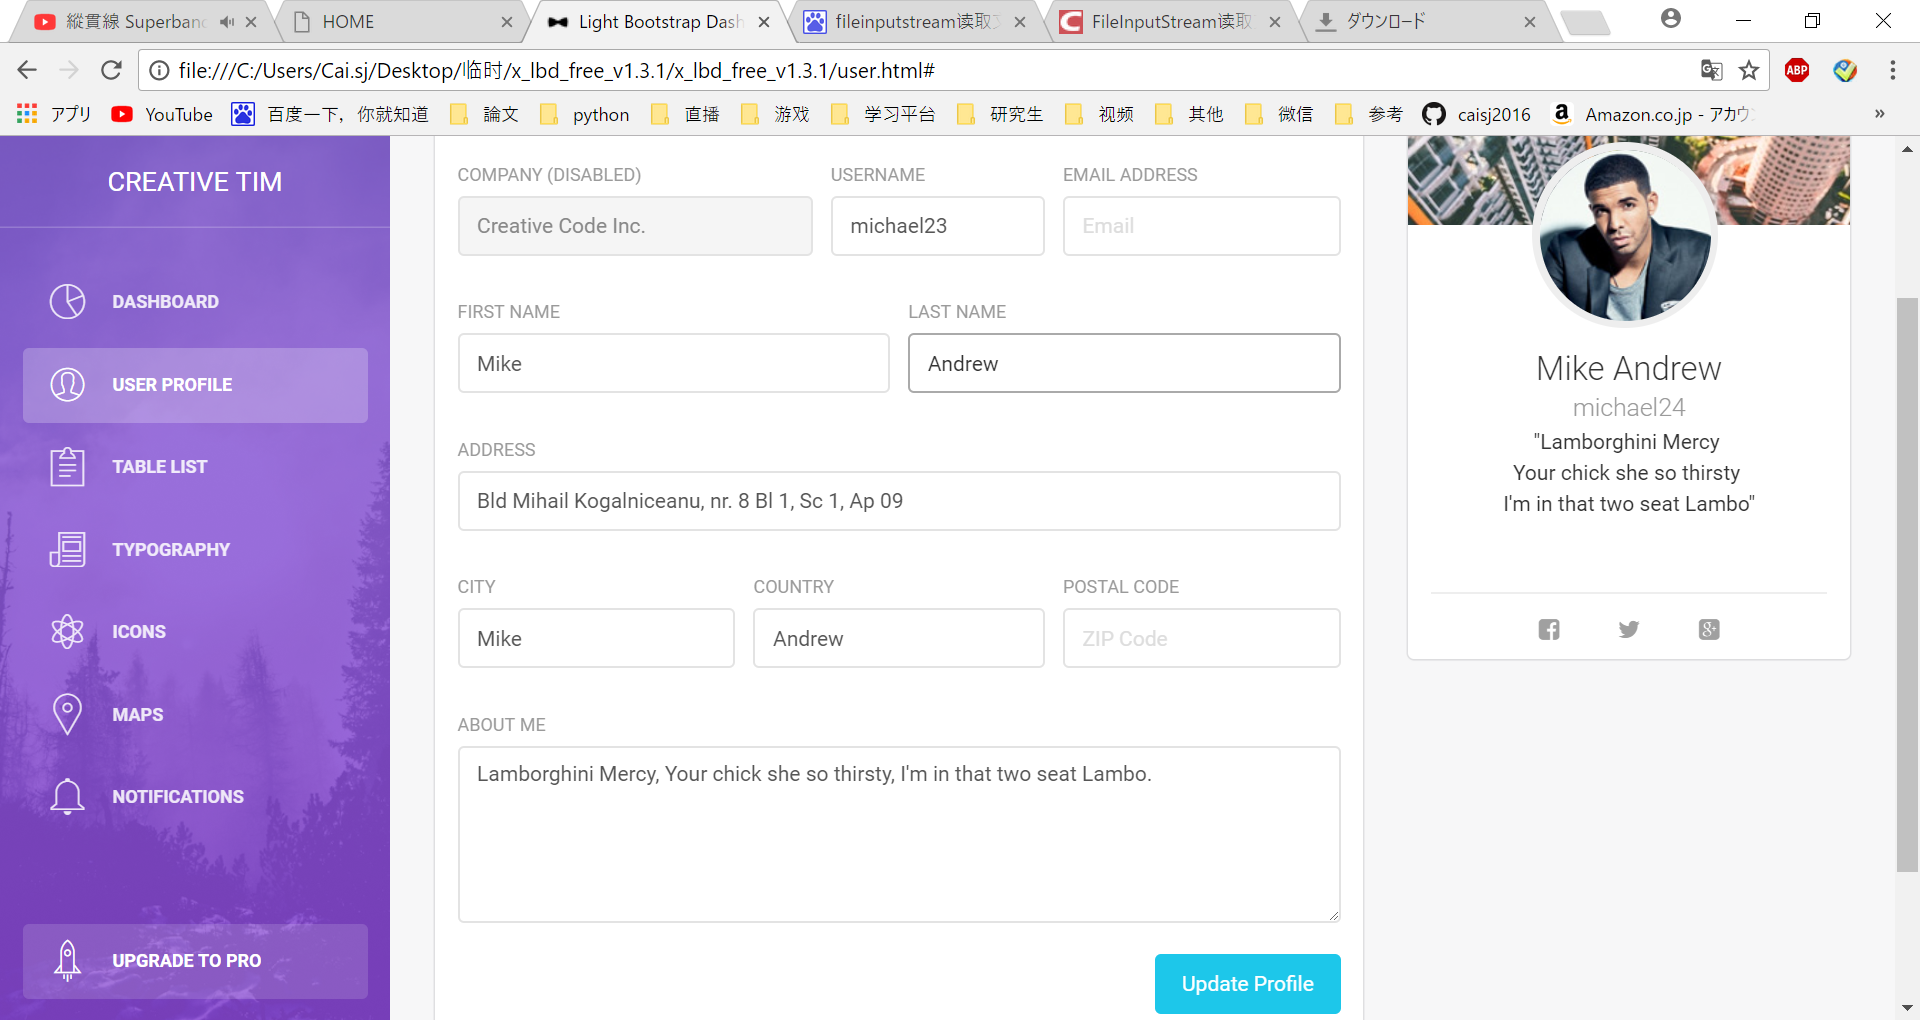 縦貫線 Superband
HOME
Light Bootstrap Dash
fileinputstream读取文
FileInputStream读取
ダウンロード
file:///C:/Users/Cai.sj/Desktop/临时/x_lbd_free_v1.3.1/x_lbd_free_v1.3.1/user.html#
アプリ
YouTube
百度一下，你就知道
論文
python
直播
游戏
学习平台
研究生
视频
其他
微信
参考
caisj2016
Amazon.co.jp - アカウン
»
ABP
CREATIVE TIM
DASHBOARD
USER PROFILE
TABLE LIST
TYPOGRAPHY
ICONS
MAPS
NOTIFICATIONS
UPGRADE TO PRO
COMPANY (DISABLED)
USERNAME
EMAIL ADDRESS
Creative Code Inc.
michael23
Email
FIRST NAME
LAST NAME
Mike
Andrew
ADDRESS
Bld Mihail Kogalniceanu, nr. 8 Bl 1, Sc 1, Ap 09
CITY
COUNTRY
POSTAL CODE
Mike
Andrew
ZIP Code
ABOUT ME
Lamborghini Mercy, Your chick she so thirsty, I'm in that two seat Lambo.
Update Profile
Mike Andrew
michael24
"Lamborghini Mercy
Your chick she so thirsty
I'm in that two seat Lambo"